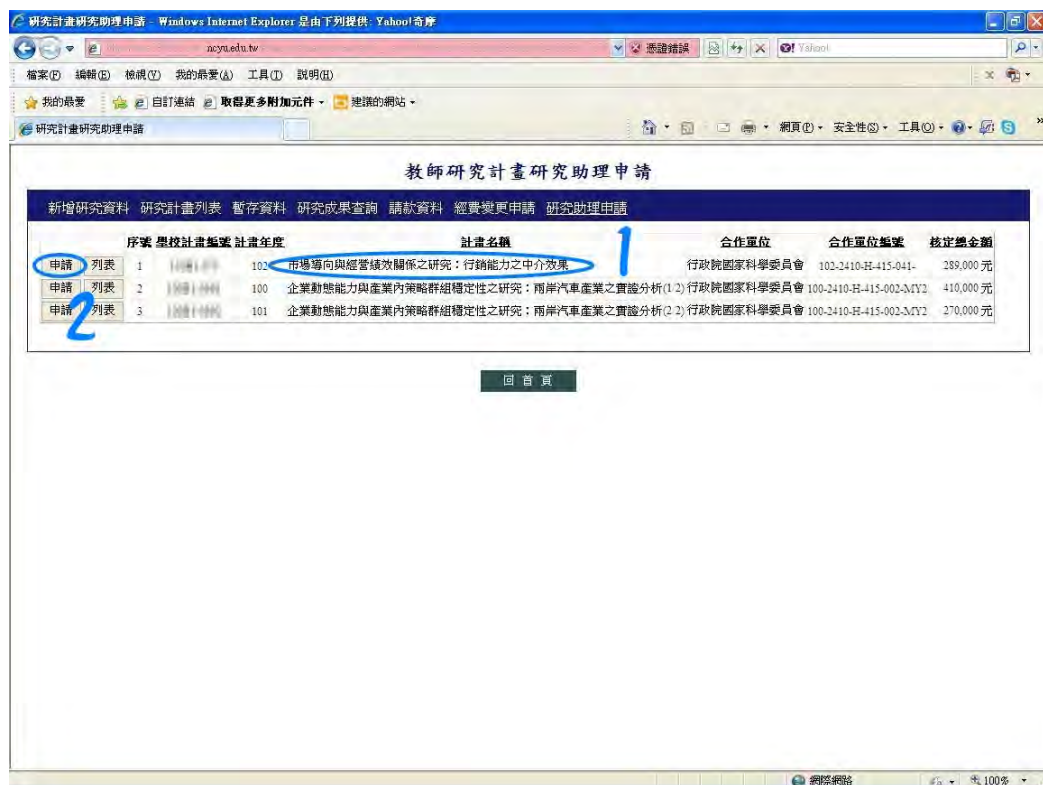 研究計畫研究助理申請 - Windows Internet Explorer 是由下列提供: Yahoo!奇摩
ncyu.edu.tw 憑證錯誤 Yahoo!
檔案(F) 編輯(E) 檢視(V) 我的最愛(A) 工具(T) 說明(H)
我的最愛 自訂連結 取得更多附加元件 建議的網站
研究計畫研究助理申請 網頁(P) 安全性(S) 工具(O) »
教師研究計畫研究助理申請
新增研究資料 研究計畫列表 暫存資料 研究成果查詢 請款資料 經費變更申請 研究助理申請
1
序號 學校計畫編號 計畫年度 計畫名稱 合作單位 合作單位編號 核定總金額
申請 列表 1 102 市場導向與經營績效關係之研究：行銷能力之中介效果 行政院國家科學委員會 102-2410-H-415-041- 289,000 元
申請 列表 2 100 企業動態能力與產業內策略群組穩定性之研究：兩岸汽車產業之實證分析(1/2) 行政院國家科學委員會 100-2410-H-415-002-MY2 410,000 元
申請 列表 3 101 企業動態能力與產業內策略群組穩定性之研究：兩岸汽車產業之實證分析(2/2) 行政院國家科學委員會 100-2410-H-415-002-MY2 270,000 元
2
回首頁
網際網路 100%